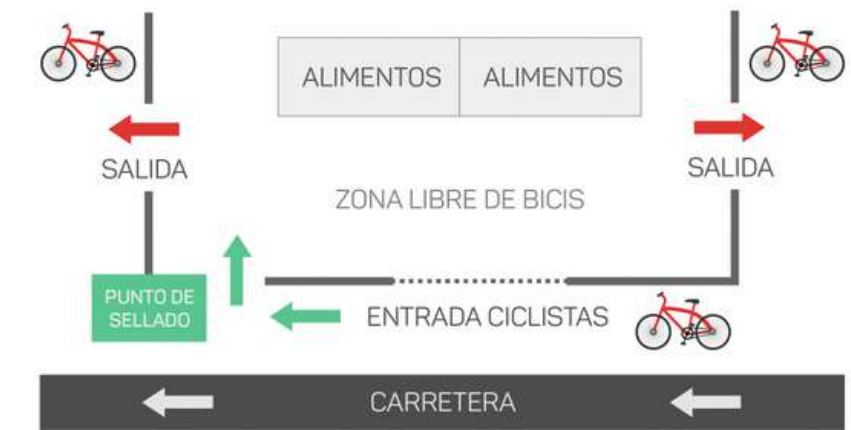 ALIMENTOS ALIMENTOS
SALIDA SALIDA
ZONA LIBRE DE BICIS
PUNTO DE
SELLADO
ENTRADA CICLISTAS
CARRETERA